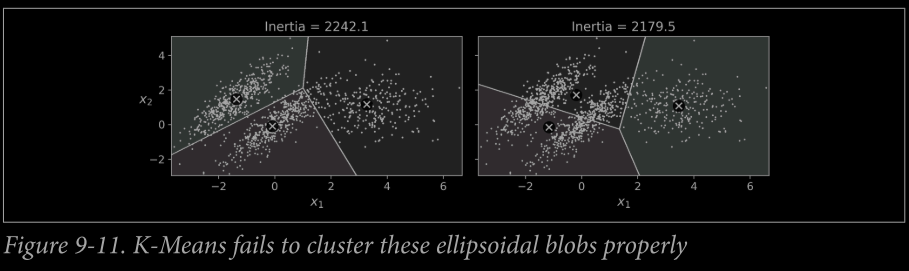 Inertia = 2242.1
Inertia = 2179.5
4
2
0
−2
x2
−2 0 2 4 6
−2 0 2 4 6
x1
x1
Figure 9-11. K-Means fails to cluster these ellipsoidal blobs properly